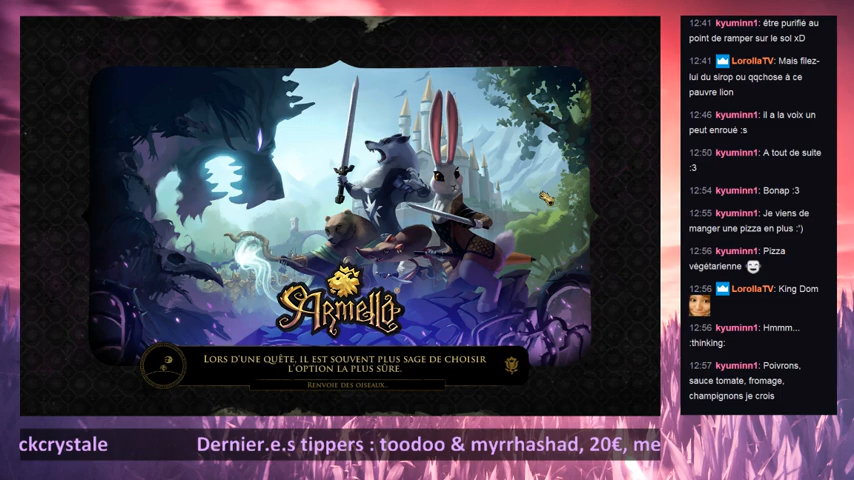 Armello
LORS D'UNE QUÊTE, IL EST SOUVENT PLUS SAGE DE CHOISIR
L'OPTION LA PLUS SÛRE.
RENVOIE DES OISEAUX..
12:41 kyuminn1: être purifié au
point de ramper sur le sol xD
12:41 LorollaTV: Mais filez-
lui du sirop ou qqchose à ce
pauvre lion
12:46 kyuminn1: il a la voix un
peut enroué :s
12:50 kyuminn1: A tout de suite
:3
12:54 kyuminn1: Bonap :3
12:55 kyuminn1: Je viens de
manger une pizza en plus :')
12:56 kyuminn1: Pizza
végétarienne
12:56 LorollaTV: King Dom
12:56 kyuminn1: Hmmm...
:thinking:
12:57 kyuminn1: Poivrons,
sauce tomate, fromage,
champignons je crois
ckcrystale Dernier.e.s tippers : toodoo & myrrhashad, 20€, me